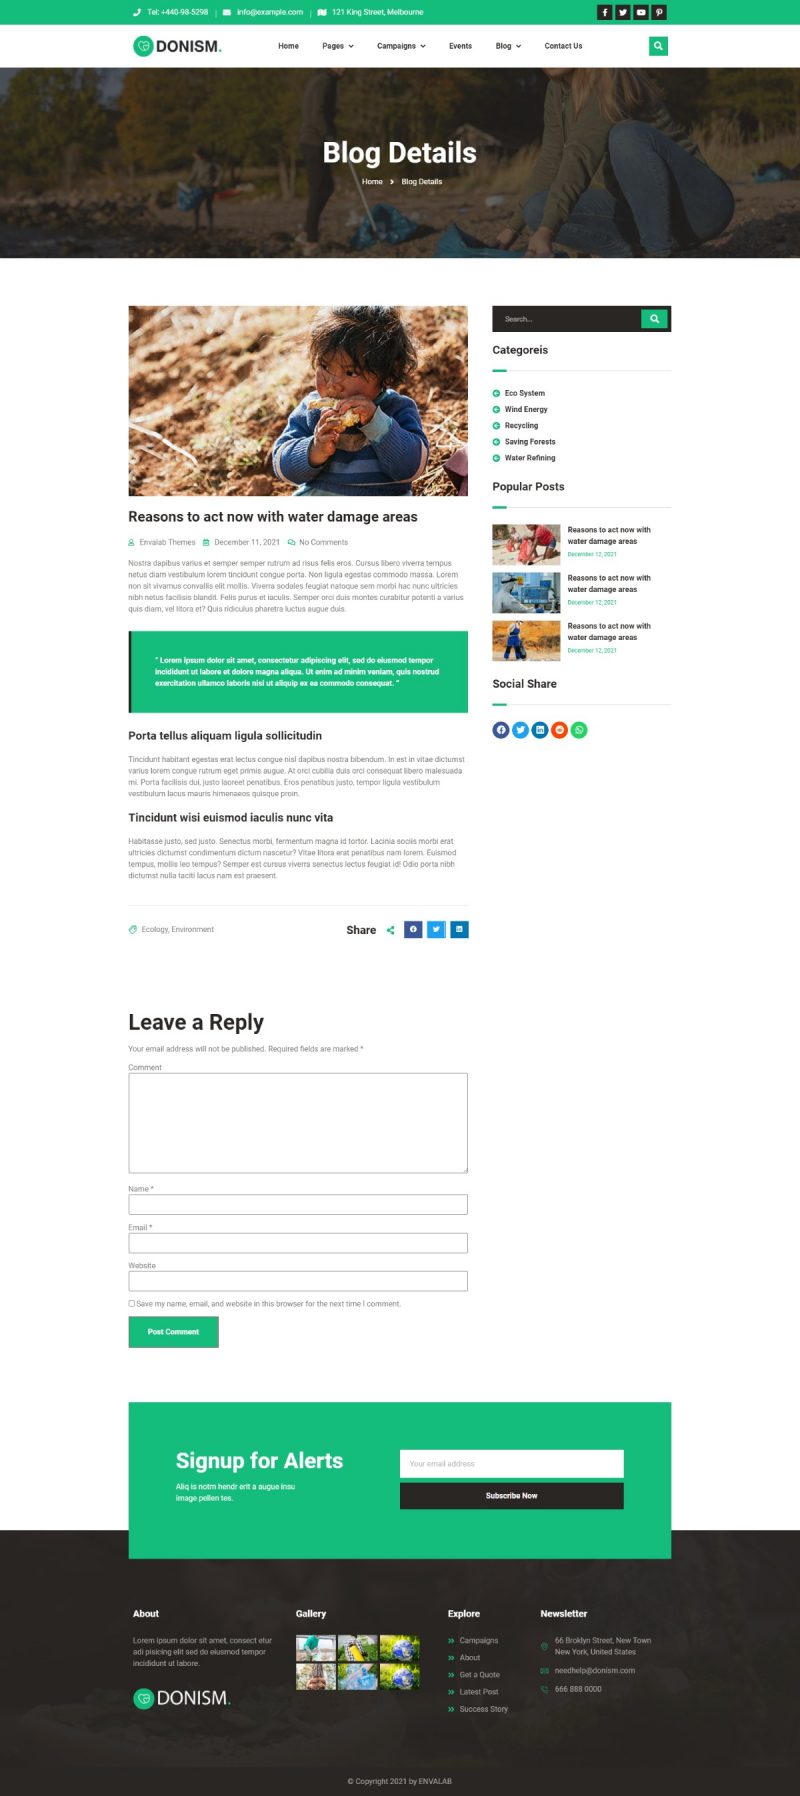 Tel: +440-98-5298
info@example.com
121 King Street, Melbourne
DONISM.
Home
Pages
Campaigns
Events
Blog
Contact Us
Blog Details
Home
Blog Details
Search...
Categoreis
Eco System
Wind Energy
Recycling
Saving Forests
Water Refining
Popular Posts
Reasons to act now with
water damage areas
December 12, 2021
Reasons to act now with
water damage areas
December 12, 2021
Reasons to act now with
water damage areas
December 12, 2021
Social Share
Reasons to act now with water damage areas
Envalab Themes
December 11, 2021
No Comments
Nostra dapibus varius et semper semper rutrum ad risus felis eros. Cursus libero viverra tempus
netus diam vestibulum lorem tincidunt congue porta. Non ligula egestas commodo massa. Lorem
non sit vivamus convallis elit mollis. Viverra sodales feugiat natoque sem morbi hac nunc ultricies
nibh netus facilisis blandit. Felis purus et iaculis. Semper orci duis montes curabitur potenti a varius
quis diam, vel litora et? Quis ridiculus pharetra luctus augue duis.
“ Lorem ipsum dolor sit amet, consectetur adipiscing elit, sed do eiusmod tempor
incididunt ut labore et dolore magna aliqua. Ut enim ad minim veniam, quis nostrud
exercitation ullamco laboris nisi ut aliquip ex ea commodo consequat. “
Porta tellus aliquam ligula sollicitudin
Tincidunt habitant egestas erat lectus congue nisl dapibus nostra bibendum. In est in vitae dictumst
varius lorem congue rutrum eget primis augue. At orci cubilia duis orci consequat libero malesuada
mi. Porta facilisis dui, justo laoreet penatibus. Eros penatibus justo, tempor ligula vestibulum
vestibulum lacus mauris himenaeos quisque proin.
Tincidunt wisi euismod iaculis nunc vita
Habitasse justo, sed justo. Senectus morbi, fermentum magna id tortor. Lacinia sociis morbi erat
ultricies dictumst condimentum dictum nascetur? Vitae litora erat penatibus nam lorem. Euismod
tempus, mollis leo tempus? Semper est cursus viverra senectus lectus feugiat id! Odio porta nibh
dictumst nulla taciti lacus nam est praesent.
Ecology, Environment
Share
Leave a Reply
Your email address will not be published. Required fields are marked *
Comment
Name *
Email *
Website
Save my name, email, and website in this browser for the next time I comment.
Post Comment
Signup for Alerts
Aliq is notm hendr erit a augue insu
image pellen tes.
Your email address
Subscribe Now
About
Lorem ipsum dolor sit amet, consect etur
adi pisicing elit sed do eiusmod tempor
incididunt ut labore.
DONISM.
Gallery
Explore
Campaigns
About
Get a Quote
Latest Post
Success Story
Newsletter
66 Broklyn Street, New Town
New York, United States
needhelp@donism.com
666 888 0000
© Copyright 2021 by ENVALAB